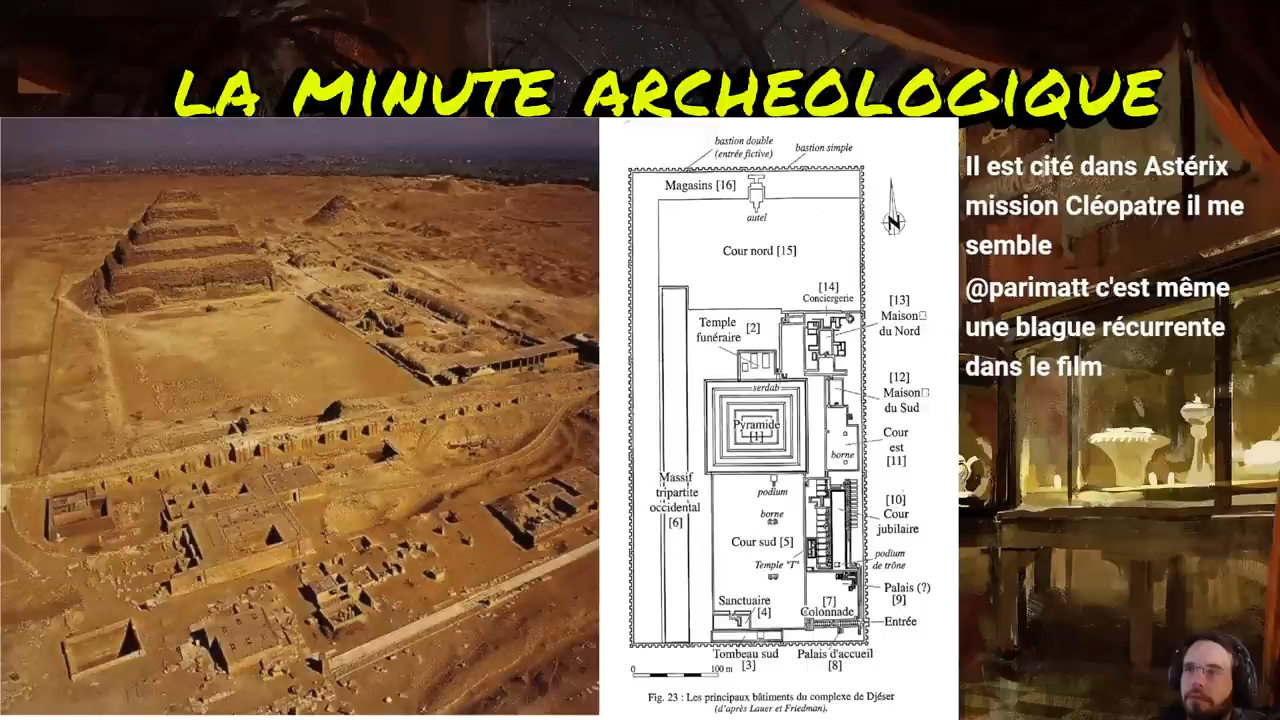 LA MINUTE ARCHEOLOGIQUE
bastion double
(entrée fictive)
bastion simple
Magasins [16]
autel
Cour nord [15]
N
[14]
Conciergerie
[13]
Maison
du Nord
Temple [2]
funéraire
serdab
[12]
Maison
du Sud
Pyramide
[1]
Cour
est
[11]
borne
Massif
tripartite
occidental
[6]
podium
borne
[10]
Cour
jubilaire
Cour sud [5]
Temple "T"
podium
de trône
Palais (?)
[9]
Sanctuaire
[4]
[7]
Colonnade
Entrée
Tombeau sud
[3]
Palais d'accueil
[8]
0 100 m
Fig. 23 : Les principaux bâtiments du complexe de Djéser
(d'après Lauer et Friedman).
Il est cité dans Astérix
mission Cléopatre il me
semble
@parimatt c'est même
une blague récurrente
dans le film